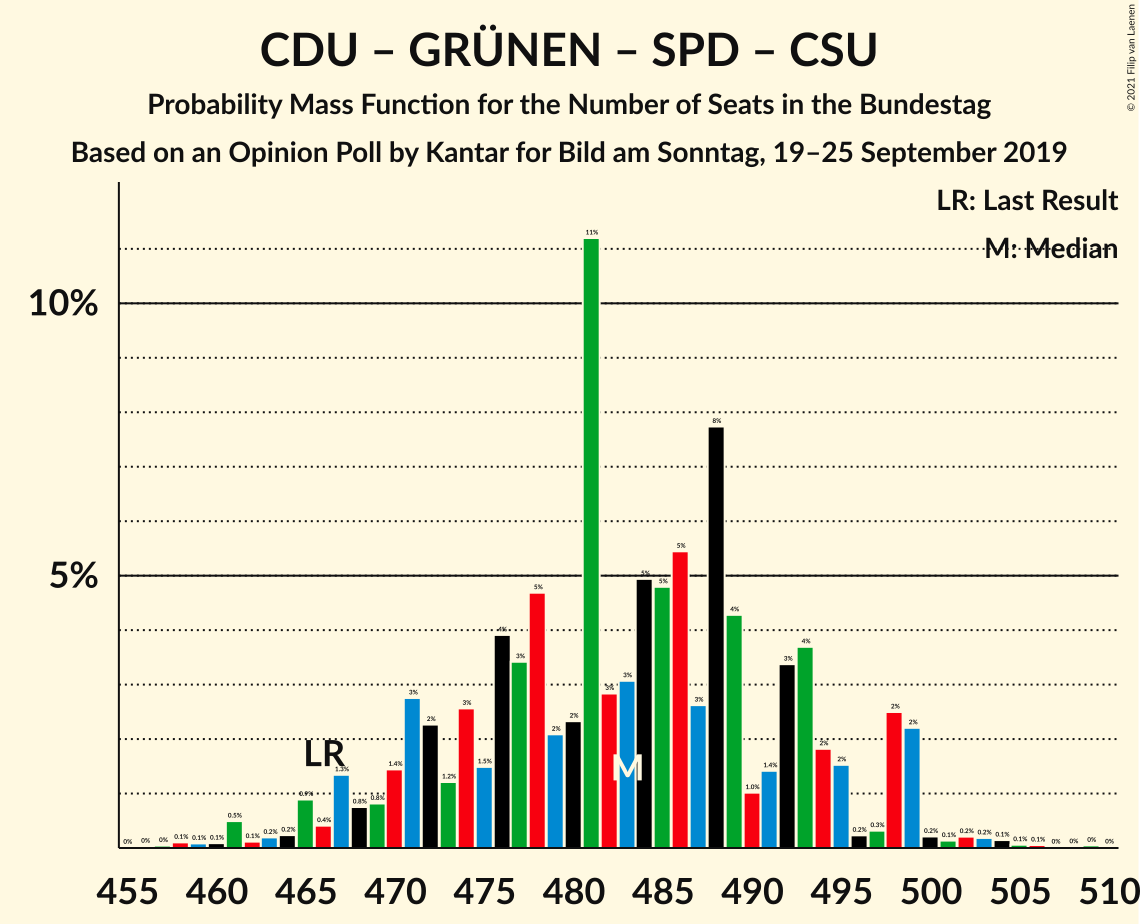 CDU – GRÜNEN – SPD – CSU
Probability Mass Function for the Number of Seats in the Bundestag
Based on an Opinion Poll by Kantar for Bild am Sonntag, 19–25 September 2019
© 2021 Filip van Laenen
LR: Last Result
M: Median
10%
5%
LR
M
0% 0% 0% 0.1% 0.1% 0.1% 0.5% 0.1% 0.2% 0.2% 0.9% 0.4% 1.3% 0.8% 0.8% 1.4% 3% 2% 1.2% 3% 1.5% 4% 3% 5% 2% 2% 11% 3% 3% 5% 5% 5% 3% 8% 4% 1.0% 1.4% 3% 4% 2% 1.5% 0.2% 0.3% 2% 2% 0.2% 0.1% 0.2% 0.2% 0.1% 0.1% 0.1% 0% 0% 0% 0%
455 460 465 470 475 480 485 490 495 500 505 510